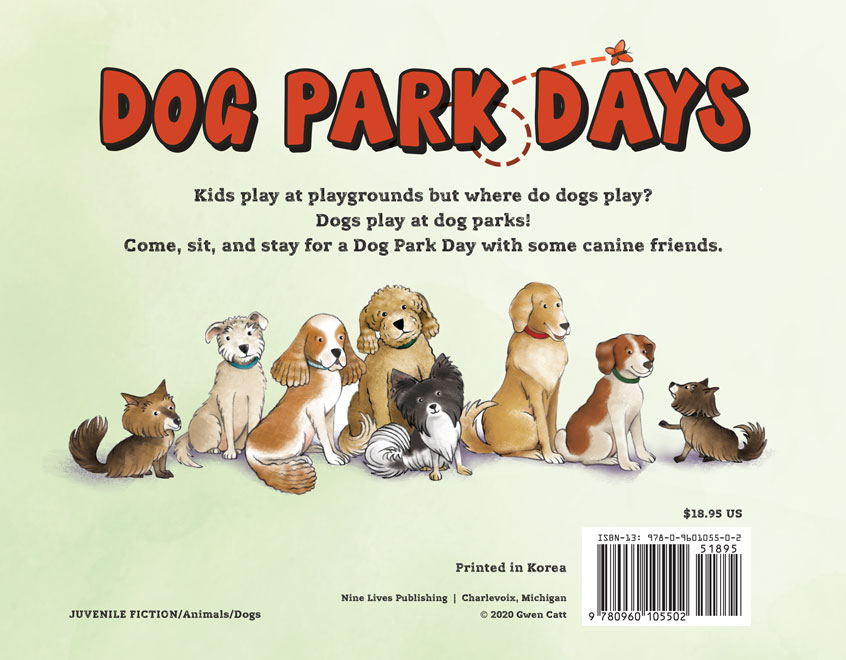 DOG PARK DAYS
Kids play at playgrounds but where do dogs play?
Dogs play at dog parks!
Come, sit, and stay for a Dog Park Day with some canine friends.
$18.95 US
ISBN-13: 978-0-9601055-0-2
51895
Printed in Korea
Nine Lives Publishing | Charlevoix, Michigan
JUVENILE FICTION/Animals/Dogs
© 2020 Gwen Catt
9 780960 105502